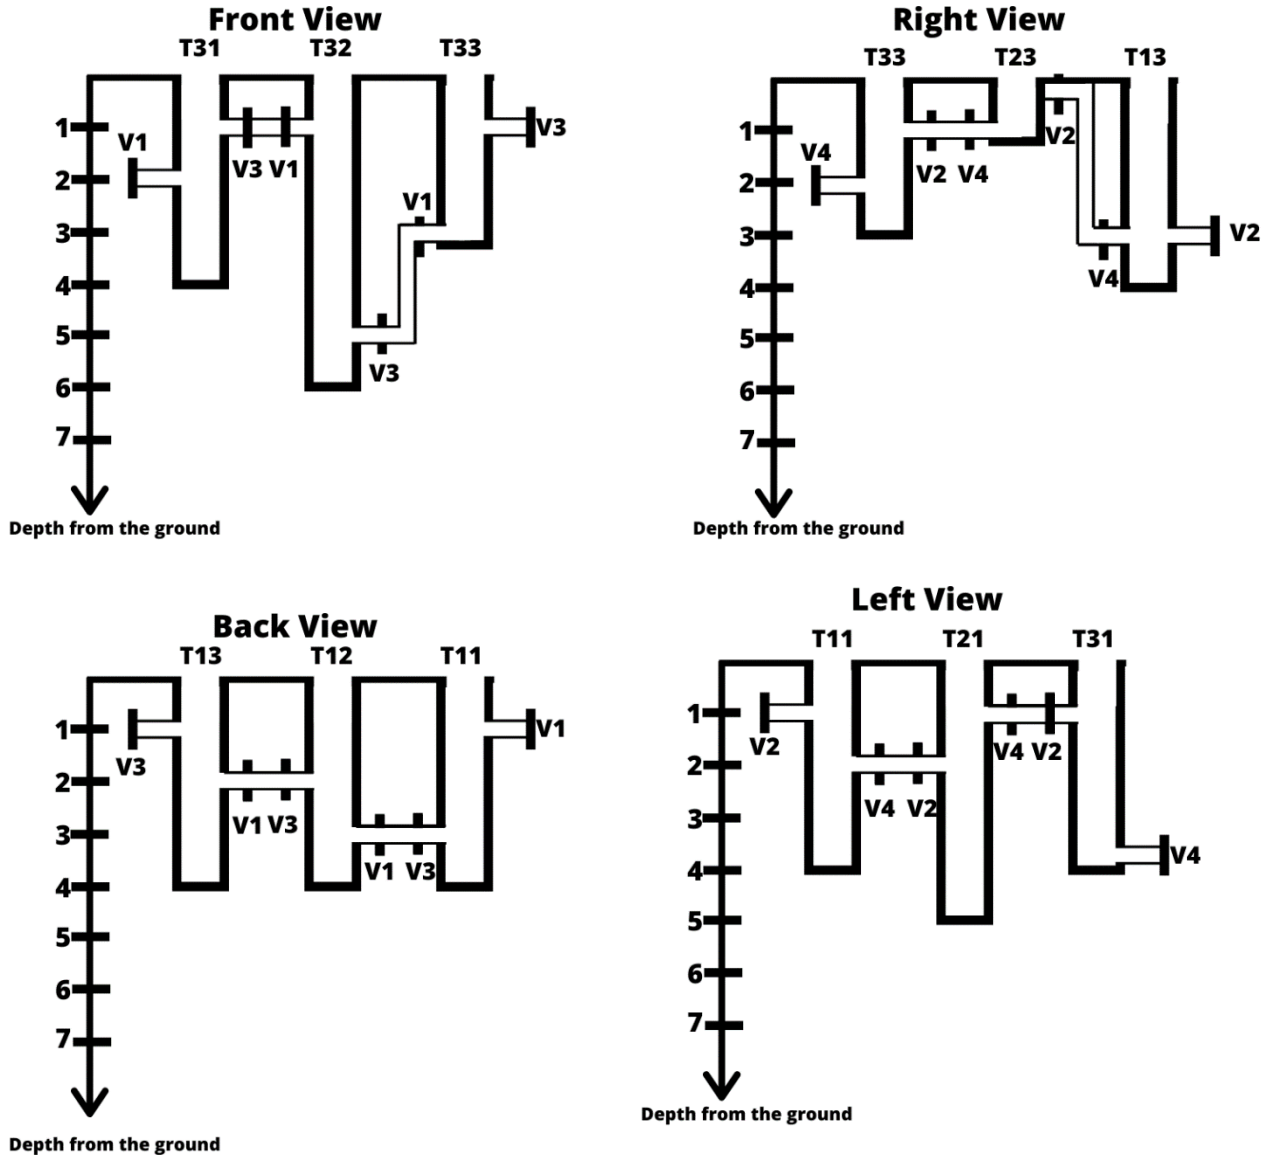 Front View
T31 T32 T33
1
2
3
4
5
6
7
V1
V3 V1
V1
V3
V3
Depth from the ground
Right View
T33 T23 T13
1
2
3
4
5
6
7
V4
V2 V4
V2
V4
V2
Depth from the ground
Back View
T13 T12 T11
1
2
3
4
5
6
7
V3
V1 V3
V1 V3
V1
Depth from the ground
Left View
T11 T21 T31
1
2
3
4
5
6
7
V2
V4 V2
V4 V2
V4
Depth from the ground